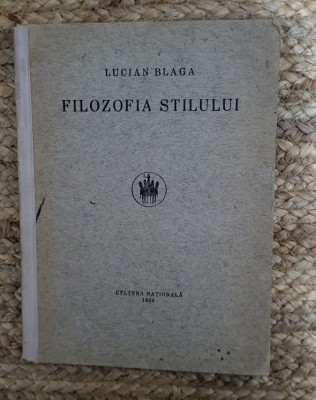 LUCIAN BLAGA
FILOZOFIA STILULUI
CVLTVRA NAȚIONALĂ
1924